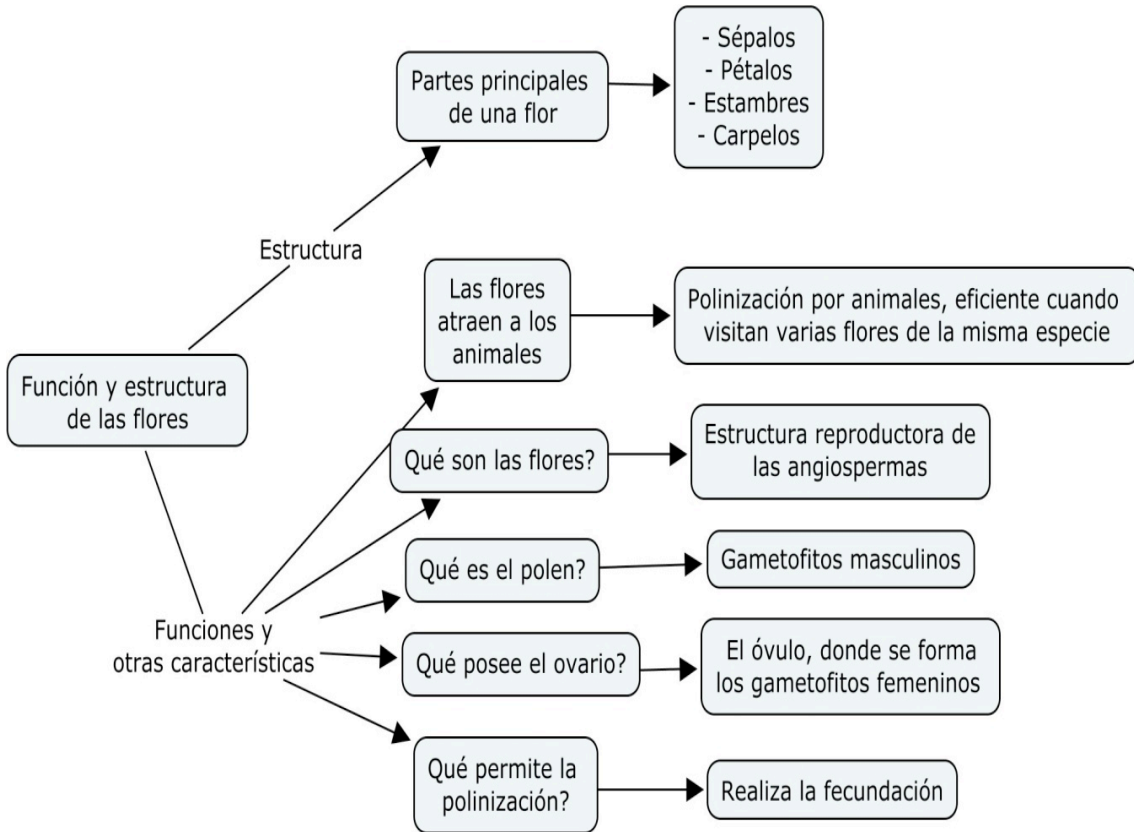 - Sépalos
- Pétalos
- Estambres
- Carpelos
Partes principales
de una flor
Estructura
Las flores
atraen a los
animales
Polinización por animales, eficiente cuando
visitan varias flores de la misma especie
Función y estructura
de las flores
Qué son las flores?
Estructura reproductora de
las angiospermas
Qué es el polen?
Gametofitos masculinos
Funciones y
otras características
Qué posee el ovario?
El óvulo, donde se forma
los gametofitos femeninos
Qué permite la
polinización?
Realiza la fecundación